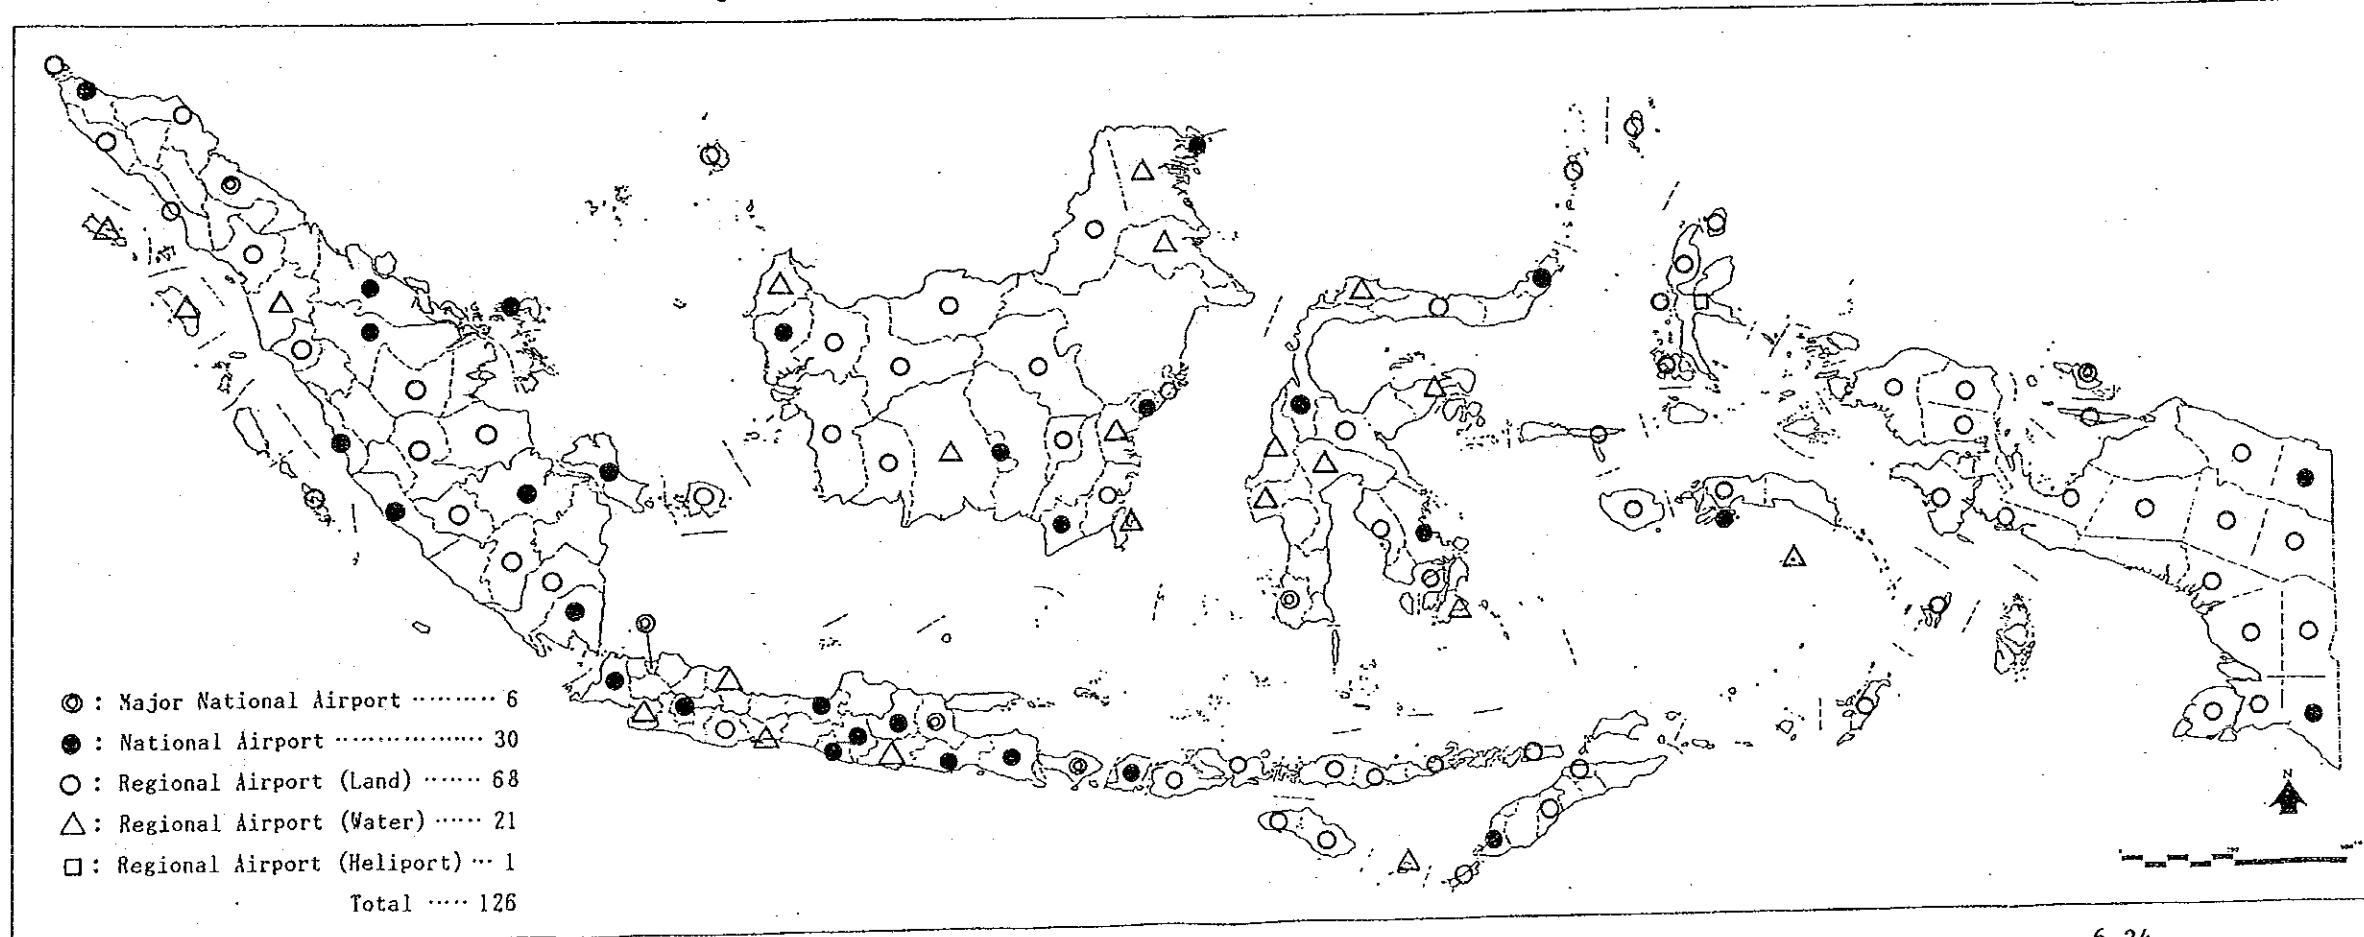 ◎ : Major National Airport ·········· 6
● : National Airport ·················· 30
○ : Regional Airport (Land) ······· 68
△ : Regional Airport (Water) ······ 21
□ : Regional Airport (Heliport) ··· 1
Total ····· 126
N